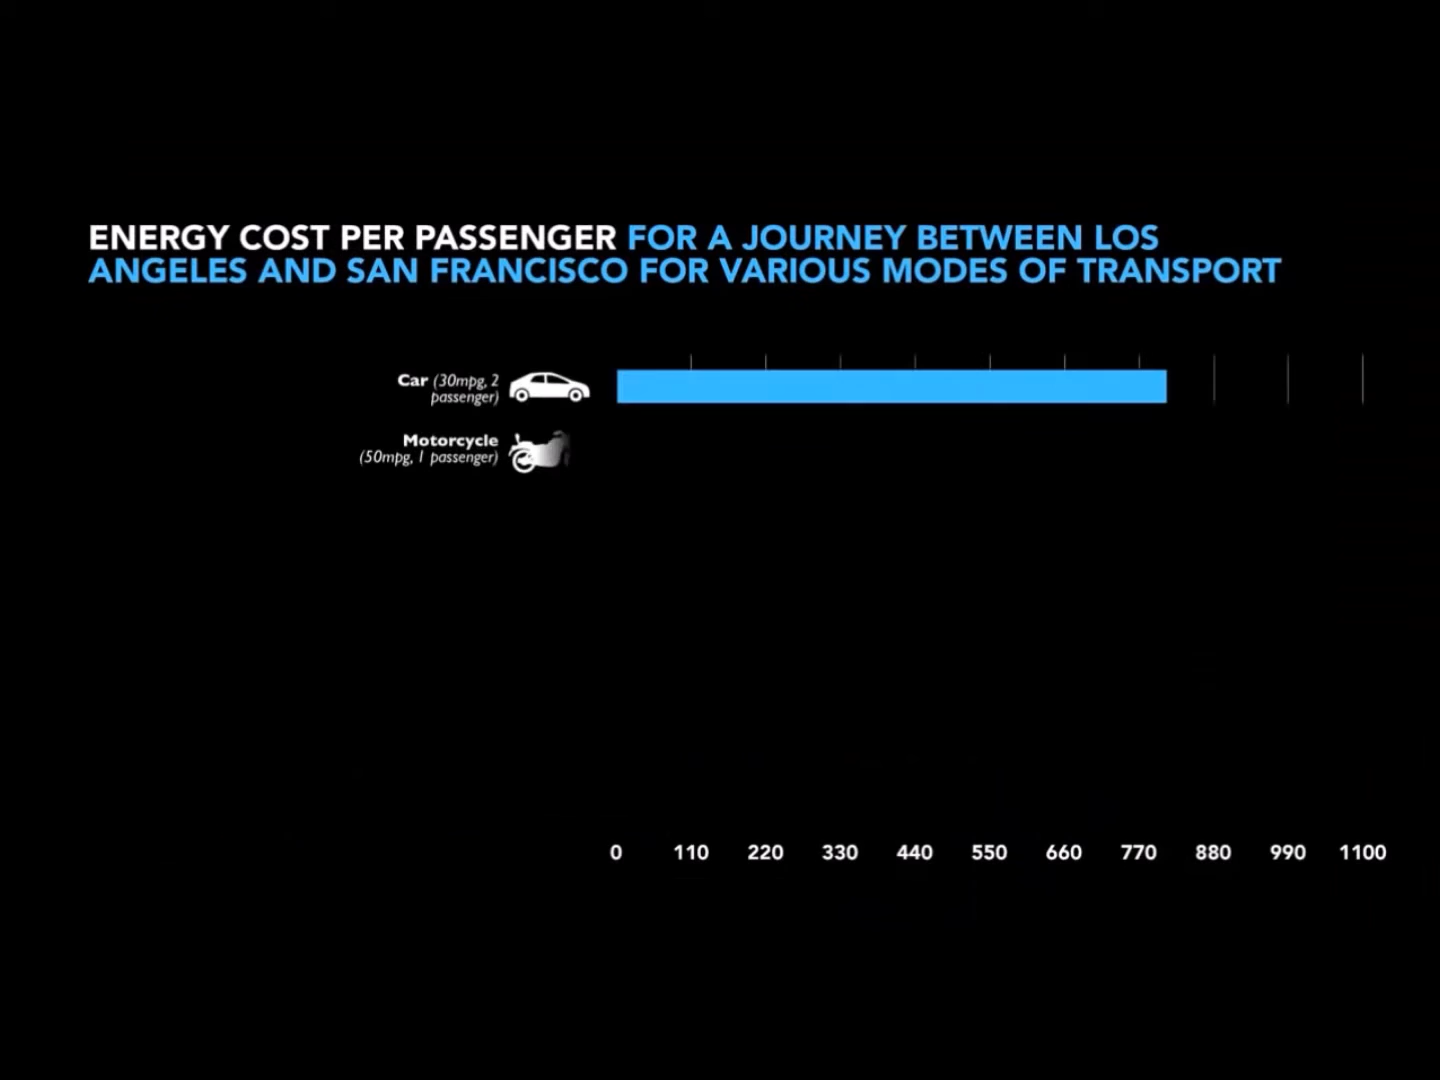 ENERGY COST PER PASSENGER FOR A JOURNEY BETWEEN LOS
ANGELES AND SAN FRANCISCO FOR VARIOUS MODES OF TRANSPORT
Car (30mpg, 2
passenger)
Motorcycle
(50mpg, 1 passenger)
0 110 220 330 440 550 660 770 880 990 1100